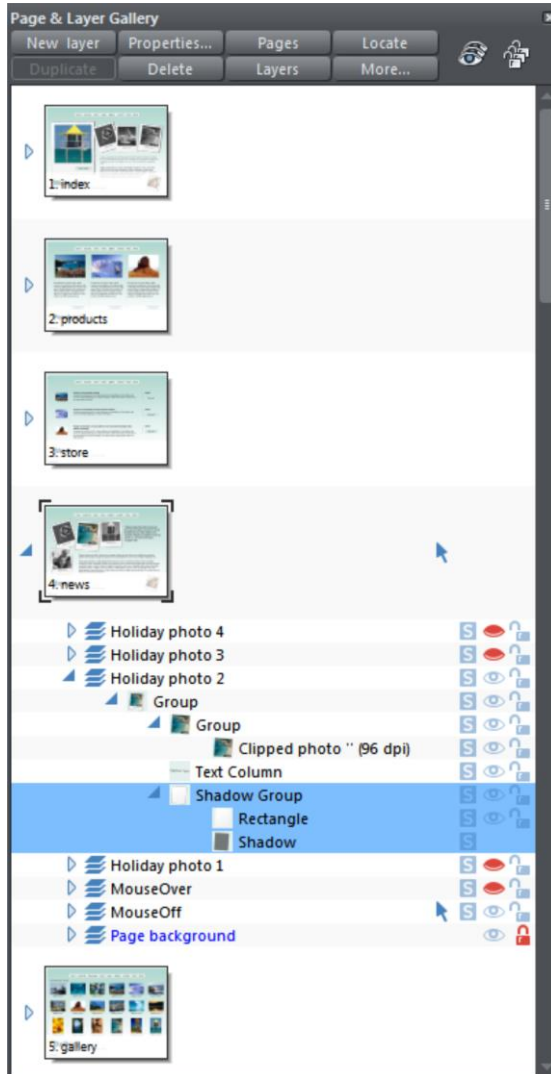 Page & Layer Gallery
New layer Properties... Pages Locate
Duplicate Delete Layers More...
1: index
2: products
3: store
4: news
Holiday photo 4 S
Holiday photo 3 S
Holiday photo 2 S
Group S
Group S
Clipped photo '' (96 dpi) S
Text Column S
Shadow Group S
Rectangle S
Shadow S
Holiday photo 1 S
MouseOver S
MouseOff S
Page background
5: gallery